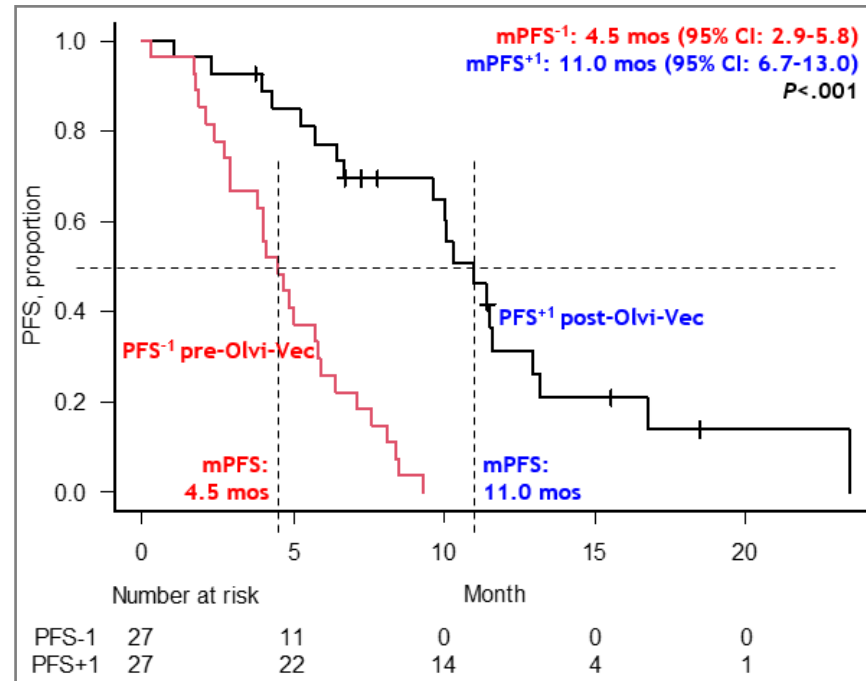 mPFS⁻¹: 4.5 mos (95% CI: 2.9-5.8)
mPFS⁺¹: 11.0 mos (95% CI: 6.7-13.0)
P<.001
1.0
0.8
0.6
0.4
0.2
0.0
PFS, proportion
PFS⁺¹ post-Olvi-Vec
PFS⁻¹ pre-Olvi-Vec
mPFS:
4.5 mos
mPFS:
11.0 mos
0 5 10 15 20
Number at risk Month
PFS-1 27 11 0 0 0
PFS+1 27 22 14 4 1